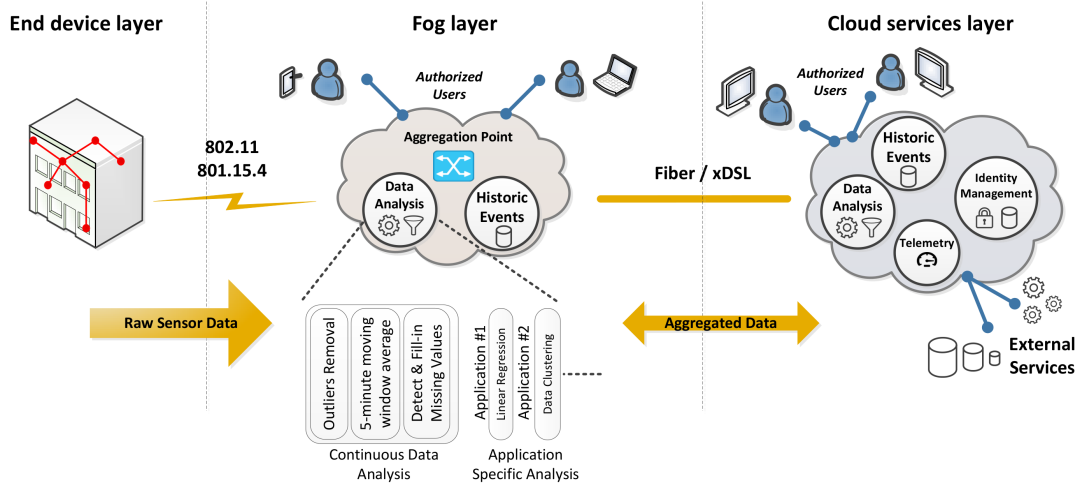 End device layer
Fog layer
Cloud services layer
Authorized
Users
Authorized
Users
802.11
801.15.4
Aggregation Point
Data
Analysis
Historic
Events
Fiber / xDSL
Historic
Events
Data
Analysis
Identity
Management
Telemetry
Raw Sensor Data
Aggregated Data
External
Services
Outliers Removal
5-minute moving
window average
Detect & Fill-in
Missing Values
Application #1
Linear Regression
Application #2
Data Clustering
Continuous Data
Analysis
Application
Specific Analysis